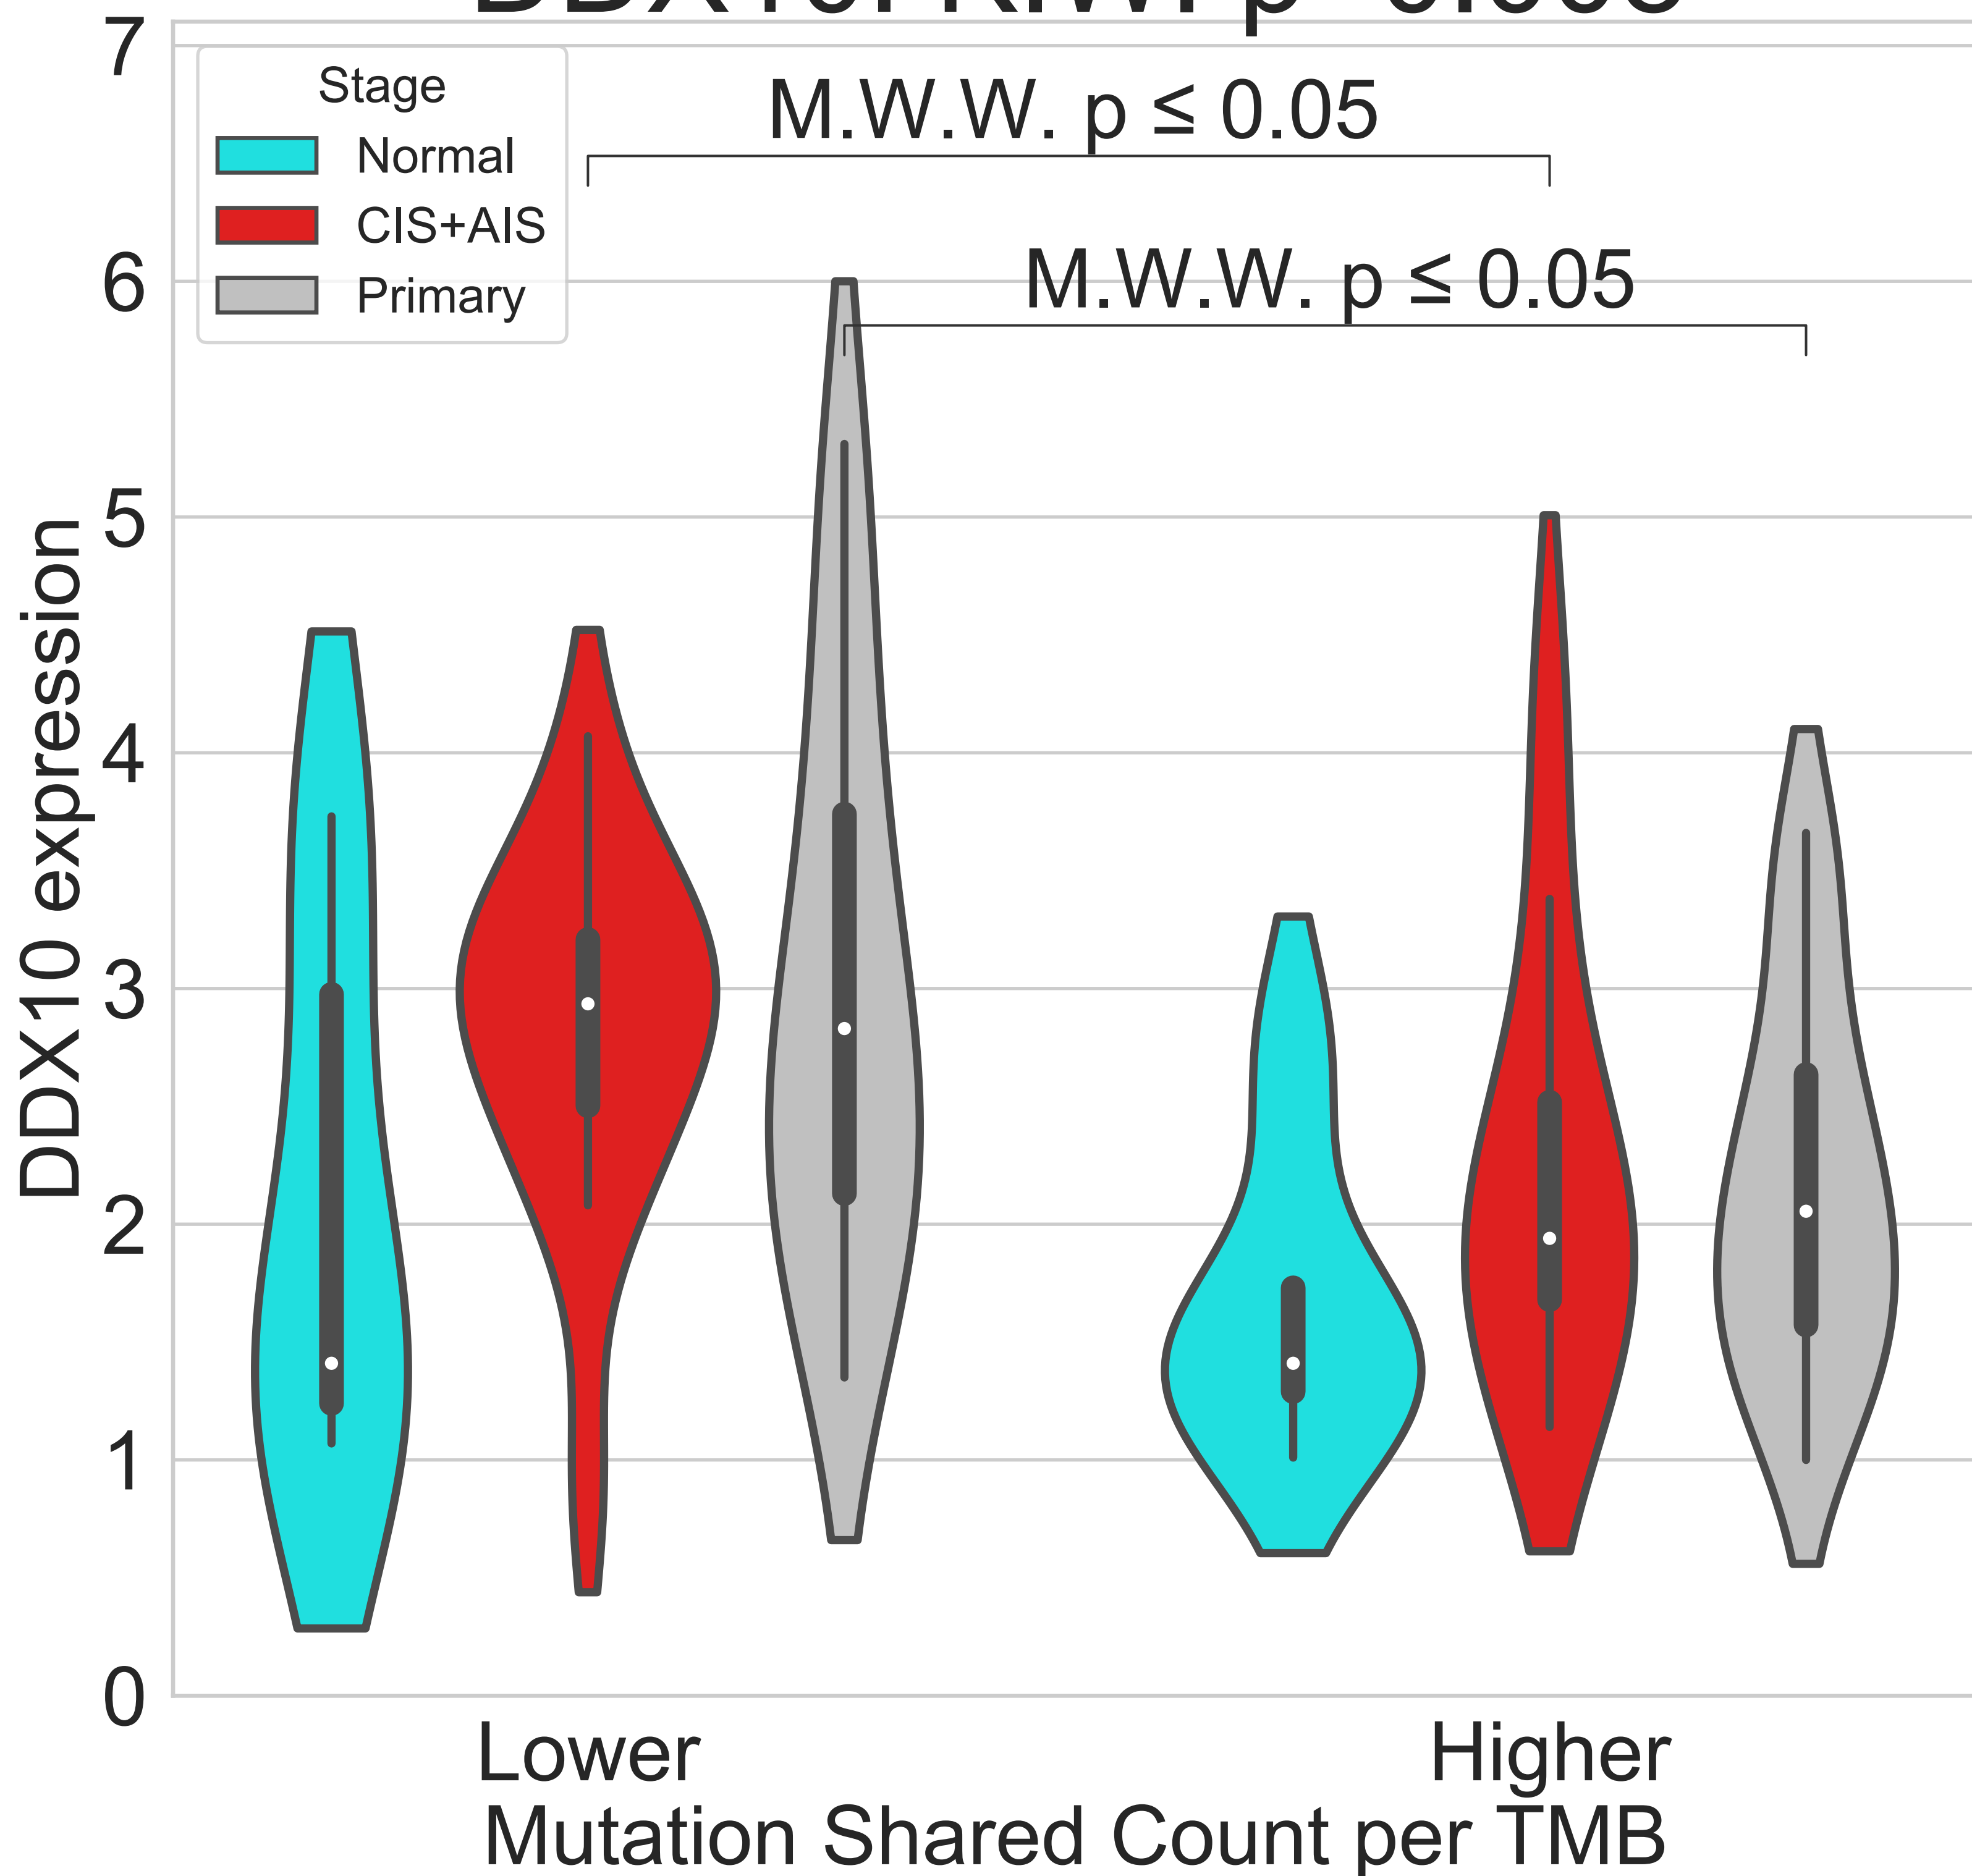 7
Stage
Normal
CIS+AIS
Primary
M.W.W. p ≤ 0.05
M.W.W. p ≤ 0.05
6
5
4
3
2
1
0
DDX10 expression
Lower
Higher
Mutation Shared Count per TMB